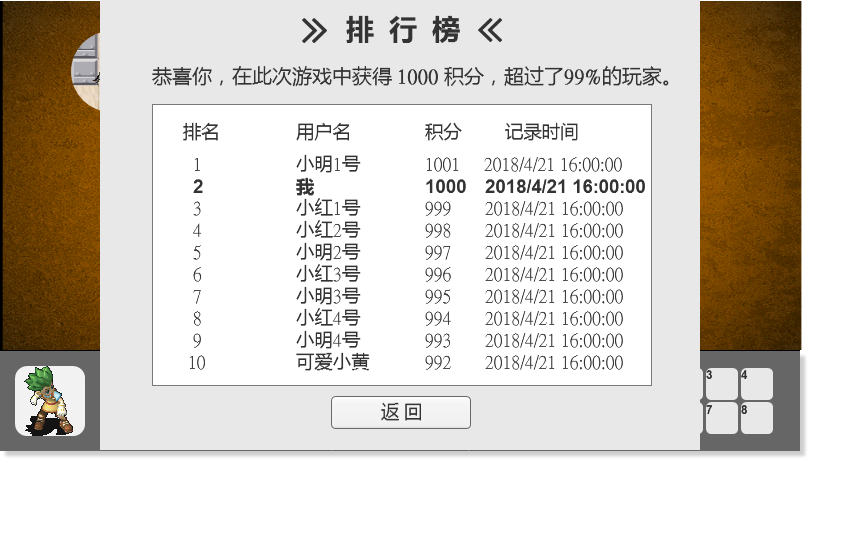 排行榜
恭喜你，在此次游戏中获得 1000 积分，超过了99%的玩家。
排名 用户名 积分 记录时间
1 小明1号 1001 2018/4/21 16:00:00
2 我 1000 2018/4/21 16:00:00
3 小红1号 999 2018/4/21 16:00:00
4 小红2号 998 2018/4/21 16:00:00
5 小明2号 997 2018/4/21 16:00:00
6 小红3号 996 2018/4/21 16:00:00
7 小明3号 995 2018/4/21 16:00:00
8 小红4号 994 2018/4/21 16:00:00
9 小明4号 993 2018/4/21 16:00:00
10 可爱小黄 992 2018/4/21 16:00:00
返回
3 4
7 8